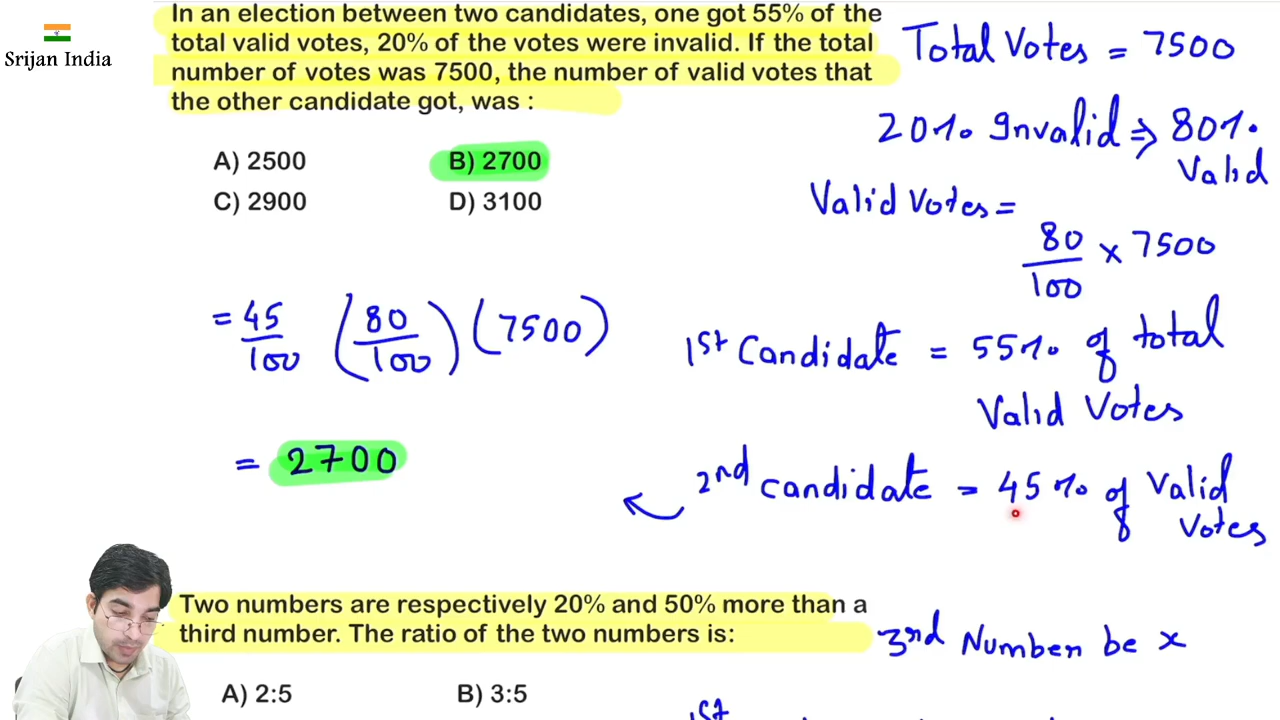 Srijan India
In an election between two candidates, one got 55% of the
total valid votes, 20% of the votes were invalid. If the total
number of votes was 7500, the number of valid votes that
the other candidate got, was :
A) 2500 B) 2700
C) 2900 D) 3100
Total Votes = 7500
20% Invalid ⇒ 80%
Valid
Valid Votes =
80/100 × 7500
1st Candidate = 55% of total
Valid Votes
2nd candidate = 45% of Valid
Votes
= 45/100 (80/100) (7500)
= 2700
Two numbers are respectively 20% and 50% more than a
third number. The ratio of the two numbers is:
A) 2:5 B) 3:5
3rd Number be x
1st